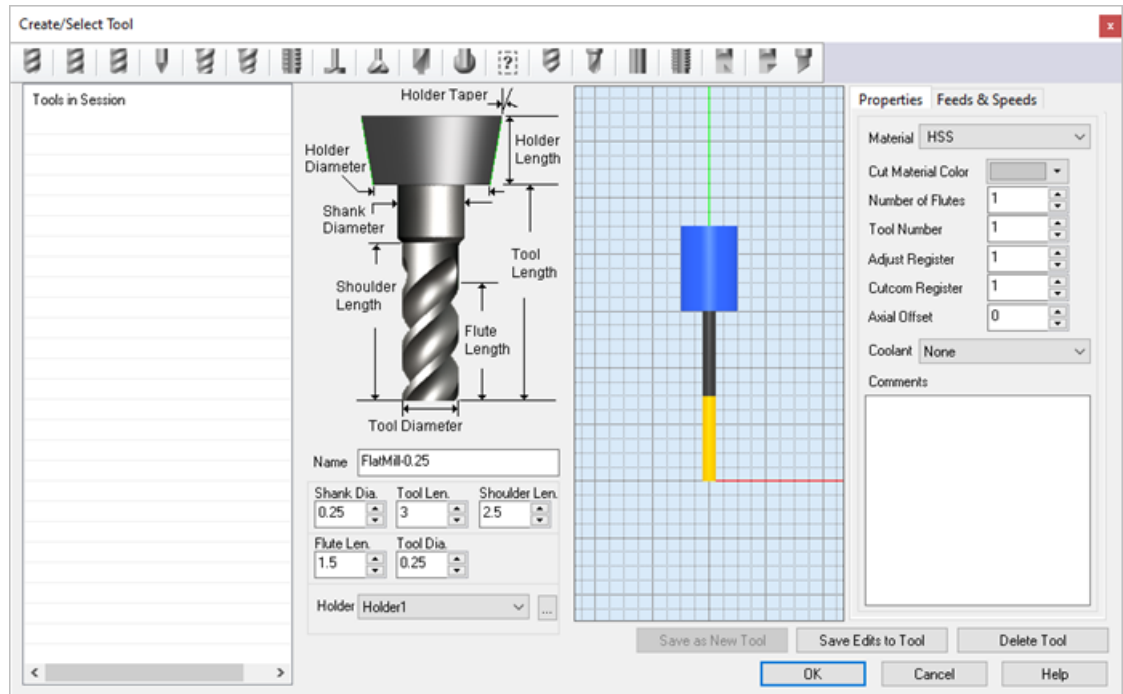 Create/Select Tool
x
?
Tools in Session
Holder Taper
Holder
Length
Holder
Diameter
Shank
Diameter
Tool
Length
Shoulder
Length
Flute
Length
Tool Diameter
Name FlatMill-0.25
Shank Dia. Tool Len. Shoulder Len.
0.25 3 2.5
Flute Len. Tool Dia.
1.5 0.25
Holder Holder1 ...
Properties Feeds & Speeds
Material HSS
Cut Material Color
Number of Flutes 1
Tool Number 1
Adjust Register 1
Cutcom Register 1
Axial Offset 0
Coolant None
Comments
Save as New Tool Save Edits to Tool Delete Tool
OK Cancel Help